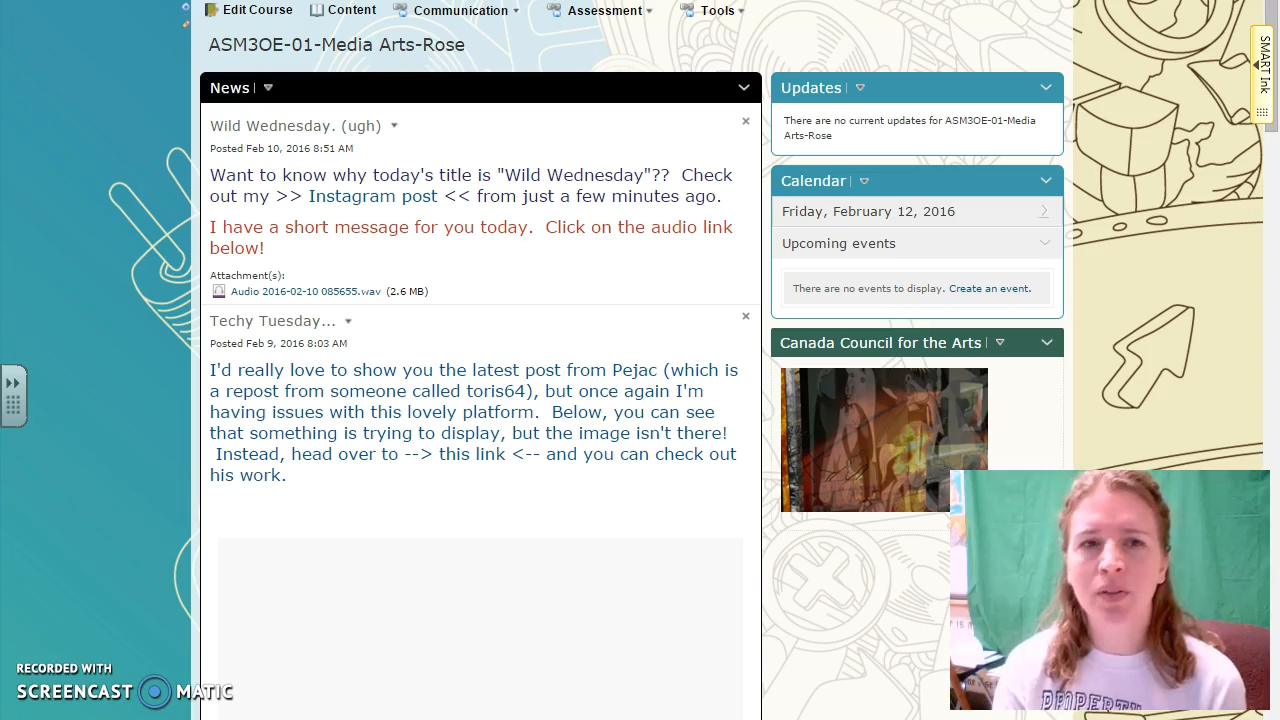 Edit Course Content Communication Assessment Tools
ASM3OE-01-Media Arts-Rose
SMART Ink
News
Wild Wednesday. (ugh)
Posted Feb 10, 2016 8:51 AM
Want to know why today's title is "Wild Wednesday"?? Check
out my >> Instagram post << from just a few minutes ago.
I have a short message for you today. Click on the audio link
below!
Attachment(s):
Audio 2016-02-10 085655.wav (2.6 MB)
Techy Tuesday...
Posted Feb 9, 2016 8:03 AM
I'd really love to show you the latest post from Pejac (which is
a repost from someone called toris64), but once again I'm
having issues with this lovely platform. Below, you can see
that something is trying to display, but the image isn't there!
Instead, head over to --> this link <-- and you can check out
his work.
Updates
There are no current updates for ASM3OE-01-Media
Arts-Rose
Calendar
Friday, February 12, 2016
Upcoming events
There are no events to display. Create an event.
Canada Council for the Arts
PROPERTY
RECORDED WITH
SCREENCAST MATIC